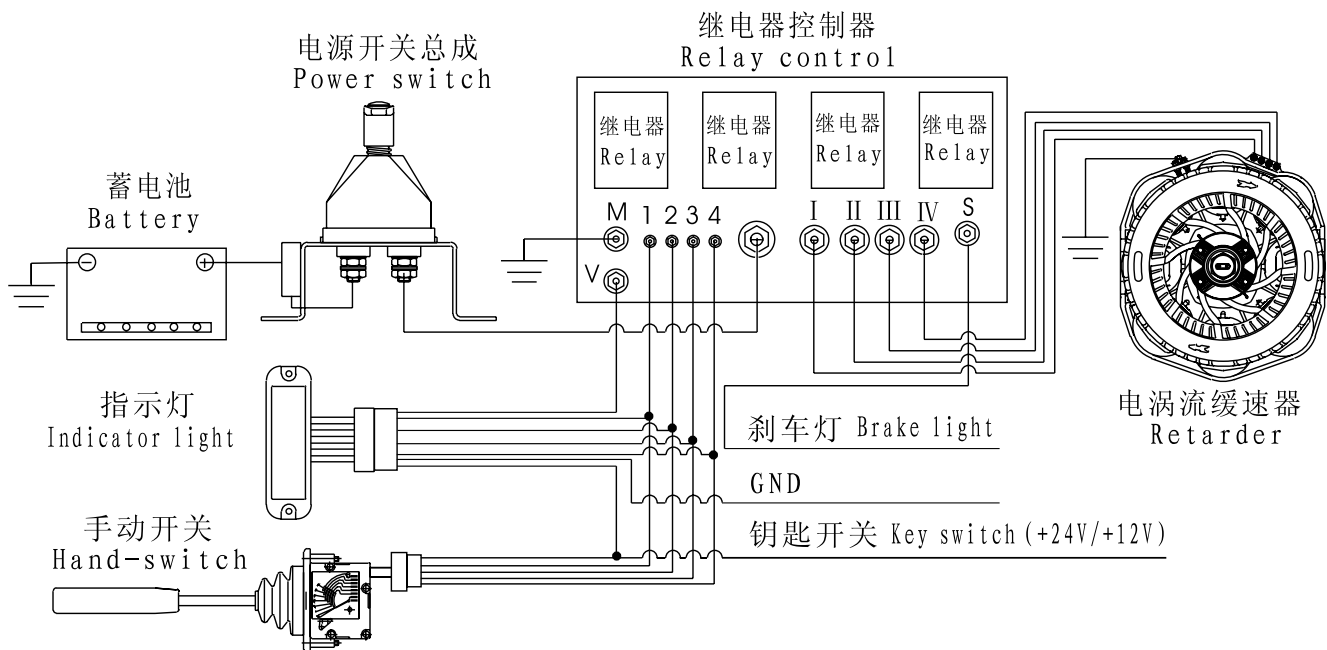 继电器控制器
Relay control
电源开关总成
Power switch
继电器
Relay
继电器
Relay
继电器
Relay
继电器
Relay
蓄电池
Battery
M 1 2 3 4 I II III IV S
V
指示灯
Indicator light
刹车灯 Brake light
电涡流缓速器
Retarder
GND
手动开关
Hand-switch
钥匙开关 Key switch (+24V/+12V)